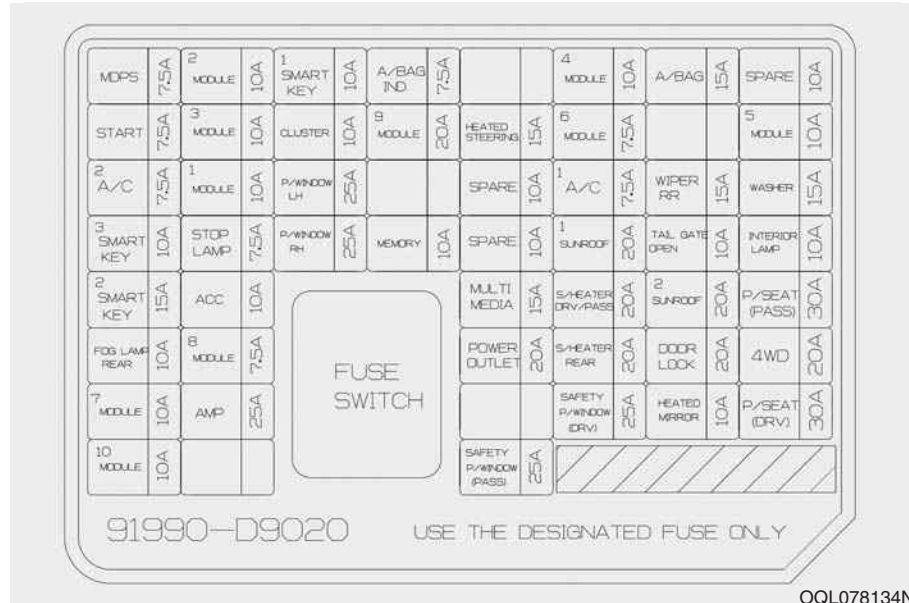 MDPS 7.5A 2 MODULE 10A 1 SMART KEY 10A A/BAG IND 7.5A 4 MODULE 10A A/BAG 15A SPARE 10A
START 7.5A 3 MODULE 10A CLUSTER 10A 9 MODULE 20A HEATED STEERING 15A 6 MODULE 7.5A 5 MODULE 10A
2 A/C 7.5A 1 MODULE 10A P/WINDOW LH 25A SPARE 10A 1 A/C 7.5A WIPER RR 15A WASHER 15A
3 SMART KEY 10A STOP LAMP 7.5A P/WINDOW RH 25A MEMORY 10A SPARE 10A 1 SUNROOF 20A TAIL GATE OPEN 10A INTERIOR LAMP 10A
2 SMART KEY 15A ACC 10A MULTI MEDIA 15A S/HEATER DRV/PASS 20A 2 SUNROOF 20A P/SEAT (PASS) 30A
FOG LAMP REAR 10A 8 MODULE 7.5A POWER OUTLET 20A S/HEATER REAR 20A DOOR LOCK 20A 4WD 20A
FUSE SWITCH
7 MODULE 10A AMP 25A SAFETY P/WINDOW (DRV) 25A HEATED MIRROR 10A P/SEAT (DRV) 30A
10 MODULE 10A SAFETY P/WINDOW (PASS) 25A
91990-D9020 USE THE DESIGNATED FUSE ONLY
OQL078134N